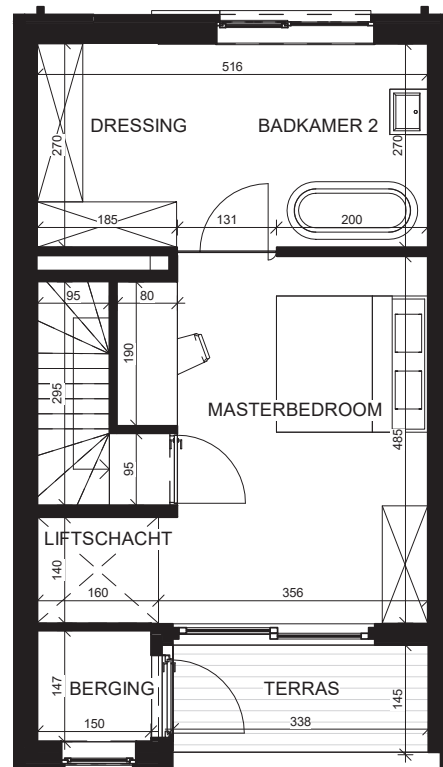 516
DRESSING BADKAMER 2
270 270
185 131 200
95 80
190
295
MASTERBEDROOM
485
95
LIFTSCHACHT
140
160 356
147
BERGING TERRAS
145
150 338